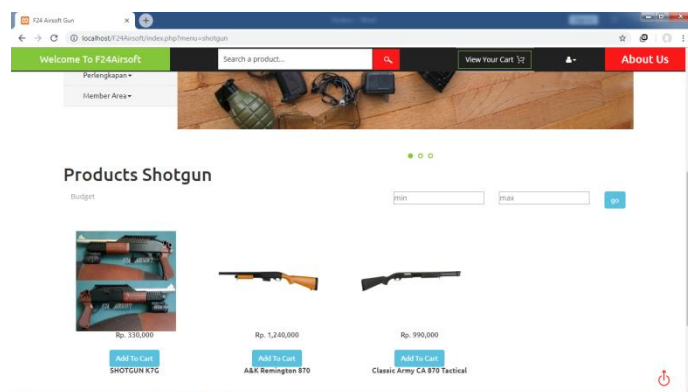 F24 Airsoft Gun
localhost/F24Airsoft/index.php?menu=shotgun
Welcome To F24Airsoft
Search a product...
View Your Cart
About Us
Perlengkapan
Member Area
Products Shotgun
Budget
min
max
go
Rp. 330,000
Rp. 1,240,000
Rp. 990,000
Add To Cart
Add To Cart
Add To Cart
SHOTGUN K7G
A&K Remington 870
Classic Army CA 870 Tactical